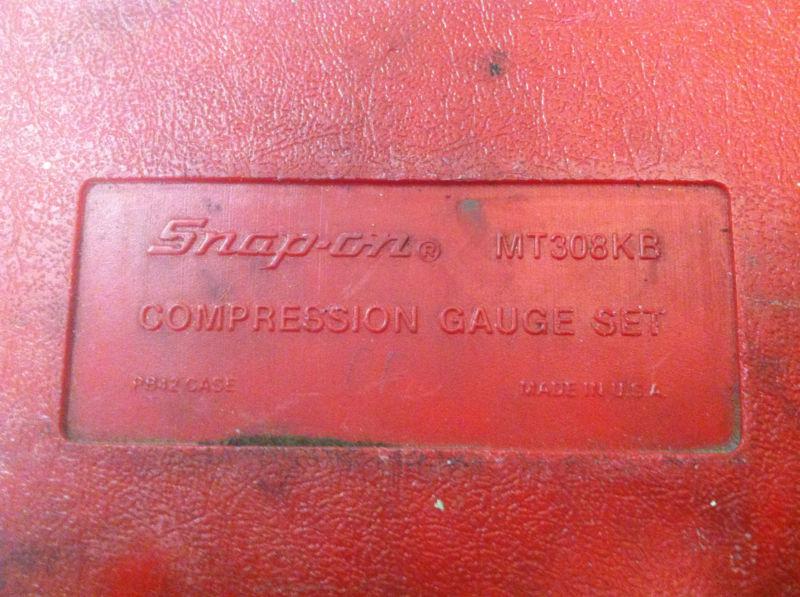 Snap-on® MT308KB
COMPRESSION GAUGE SET
PB42 CASE MADE IN U.S.A.